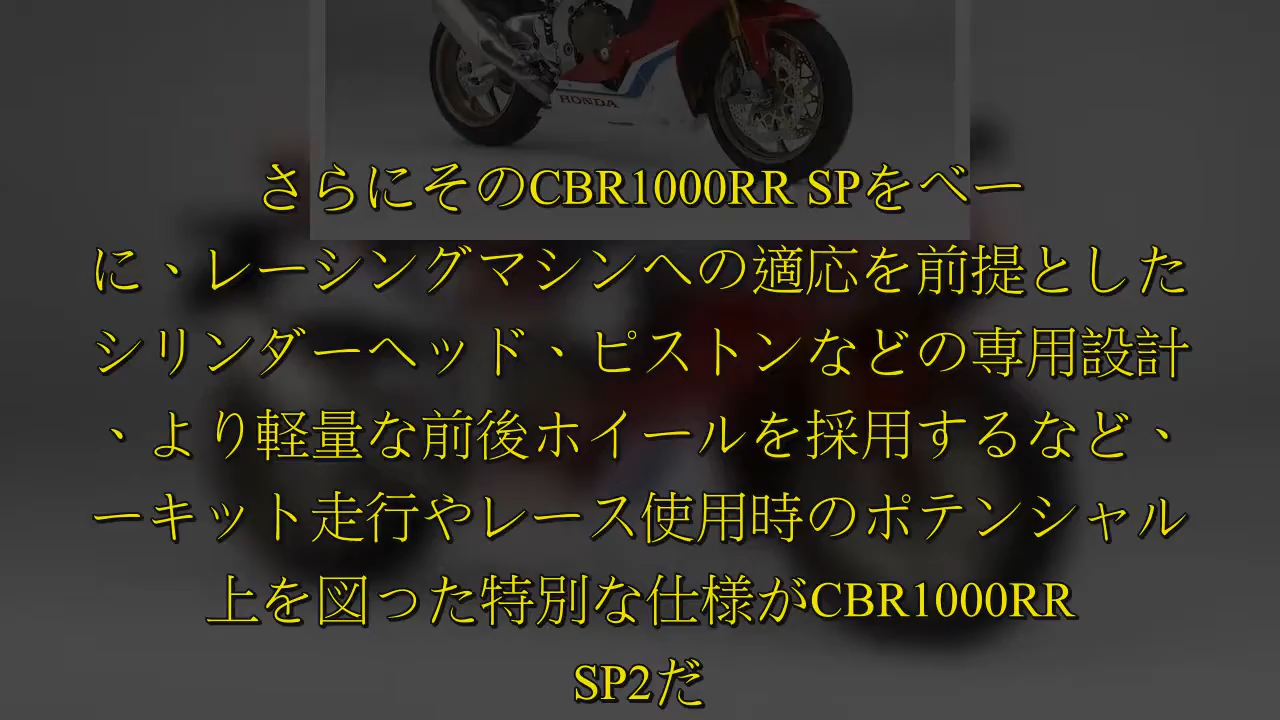 HONDA
さらにそのCBR1000RR SPをベー
に、レーシングマシンへの適応を前提とした
シリンダーヘッド、ピストンなどの専用設計
、より軽量な前後ホイールを採用するなど、
ーキット走行やレース使用時のポテンシャル
上を図った特別な仕様がCBR1000RR
SP2だ